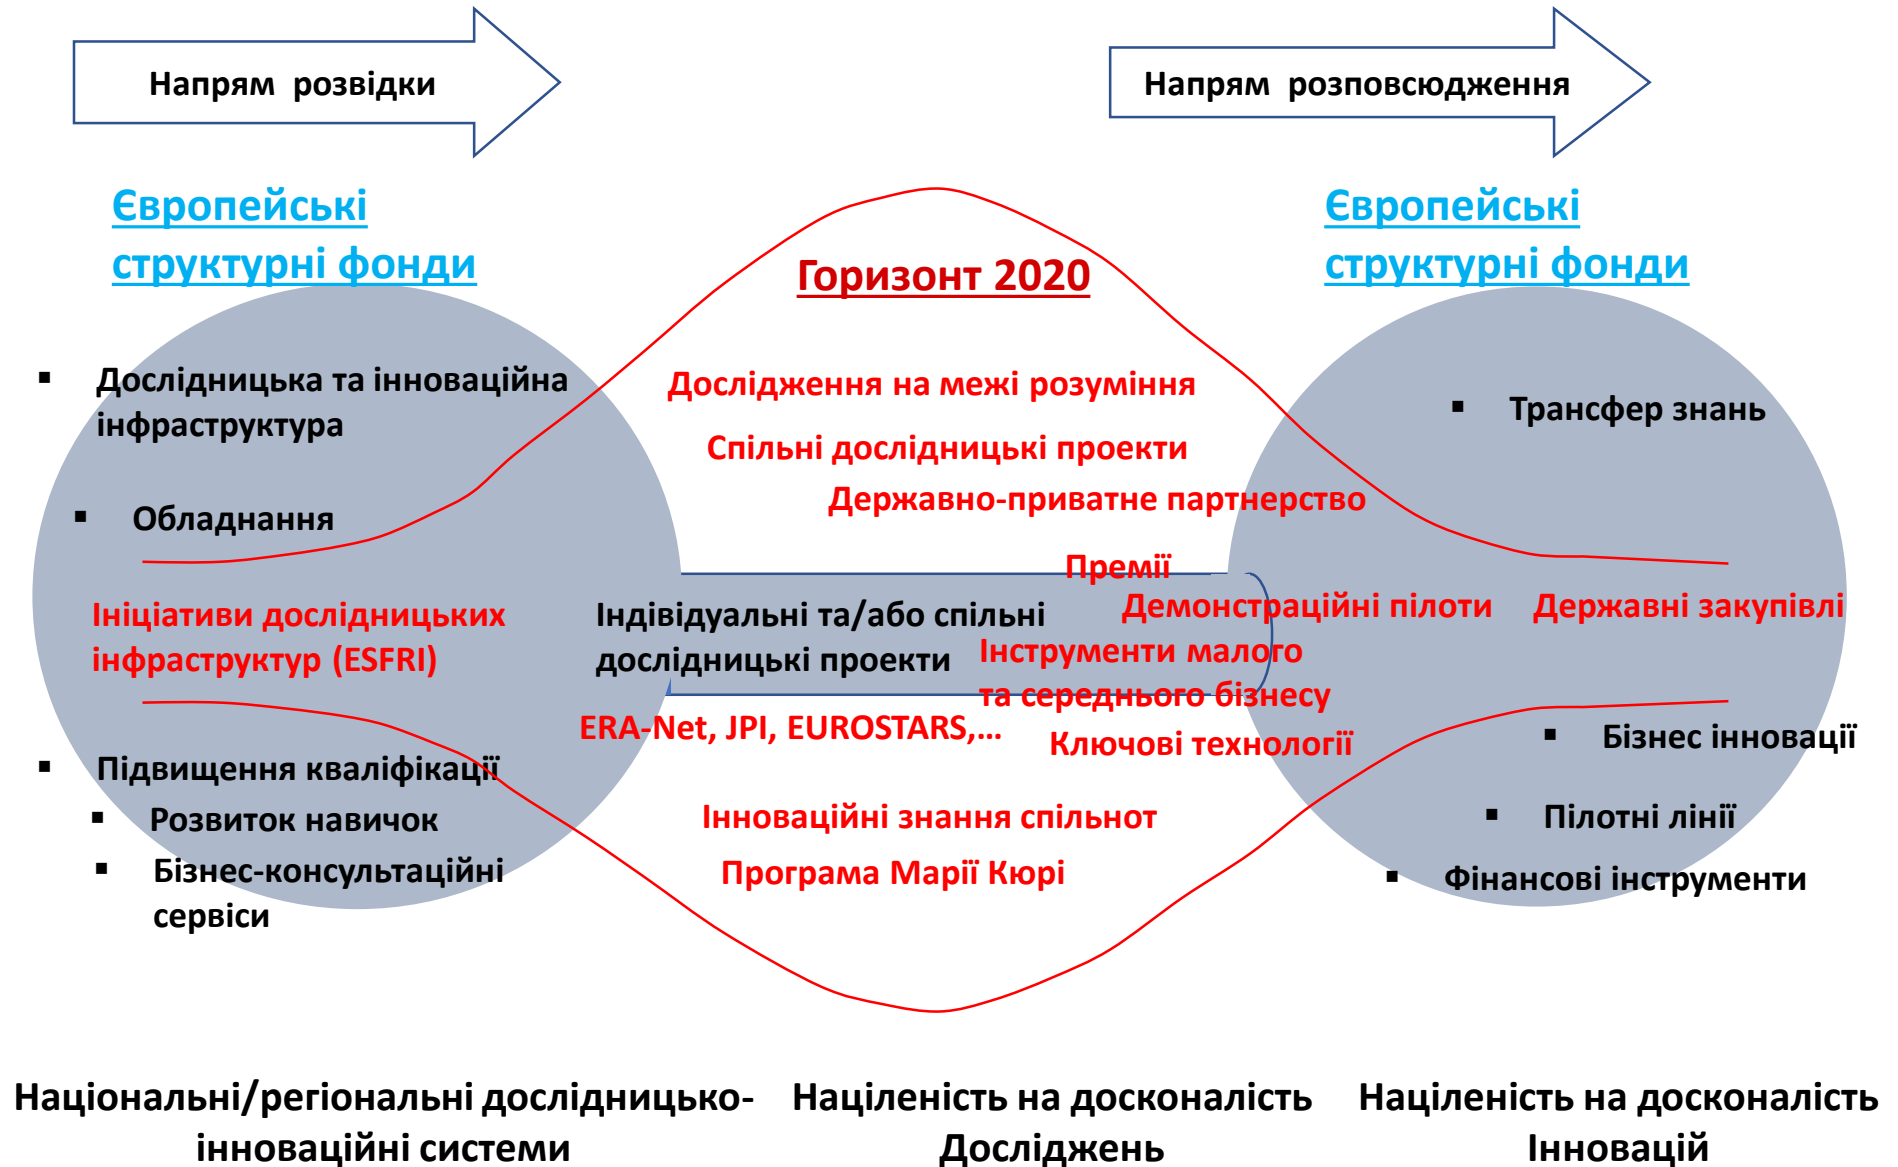 Напрям розвідки
Напрям розповсюдження
Європейські
структурні фонди
Горизонт 2020
Європейські
структурні фонди
▪ Дослідницька та інноваційна
інфраструктура
▪ Обладнання
Ініціативи дослідницьких
інфраструктур (ESFRI)
▪ Підвищення кваліфікації
▪ Розвиток навичок
▪ Бізнес-консультаційні
сервіси
Дослідження на межі розуміння
Спільні дослідницькі проекти
Державно-приватне партнерство
Премії
Демонстраційні пілоти
Індівідуальні та/або спільні
дослідницькі проекти
Інструменти малого
та середнього бізнесу
ERA-Net, JPI, EUROSTARS,...
Ключові технології
Інноваційні знання спільнот
Програма Марії Кюрі
▪ Трансфер знань
Державні закупівлі
▪ Бізнес інновації
▪ Пілотні лінії
▪ Фінансові інструменти
Національні/регіональні дослідницько-
інноваційні системи
Націленість на досконалість
Досліджень
Націленість на досконалість
Інновацій